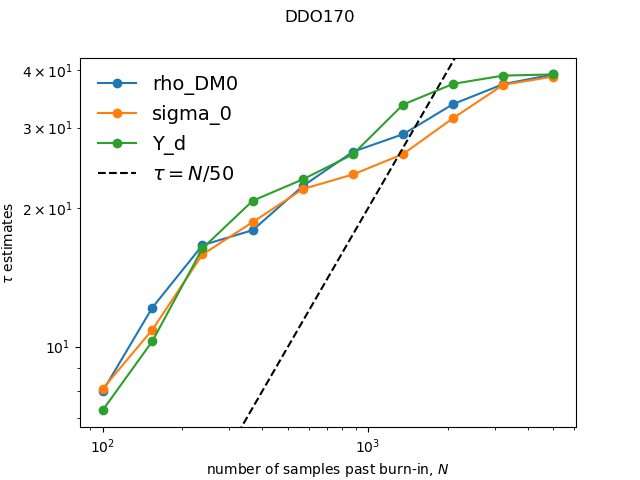 DDO170
rho_DM0
sigma_0
Y_d
τ = N/50
4 × 10¹
3 × 10¹
2 × 10¹
10¹
τ estimates
10² 10³
number of samples past burn-in, N